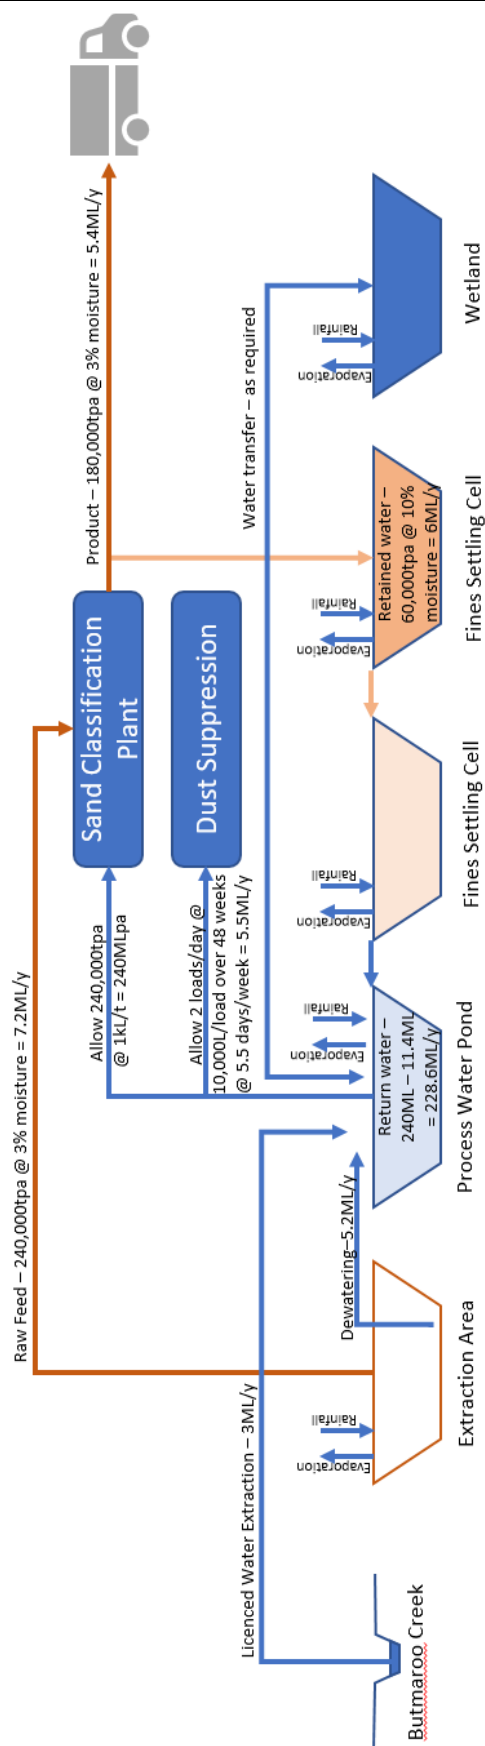 Raw Feed – 240,000tpa @ 3% moisture = 7.2ML/y
Product – 180,000tpa @ 3% moisture = 5.4ML/y
Sand Classification
Plant
Allow 240,000tpa
@ 1kL/t = 240MLpa
Dust Suppression
Allow 2 loads/day @
10,000L/load over 48 weeks
@ 5.5 days/week = 5.5ML/y
Licenced Water Extraction – 3ML/y
Water transfer – as required
Dewatering–5.2ML/y
Evaporation
Rainfall
Evaporation
Rainfall
Evaporation
Rainfall
Evaporation
Rainfall
Evaporation
Rainfall
Return water –
240ML – 11.4ML
= 228.6ML/y
Retained water –
60,000tpa @ 10%
moisture = 6ML/y
Butmaroo Creek
Extraction Area
Process Water Pond
Fines Settling Cell
Fines Settling Cell
Wetland